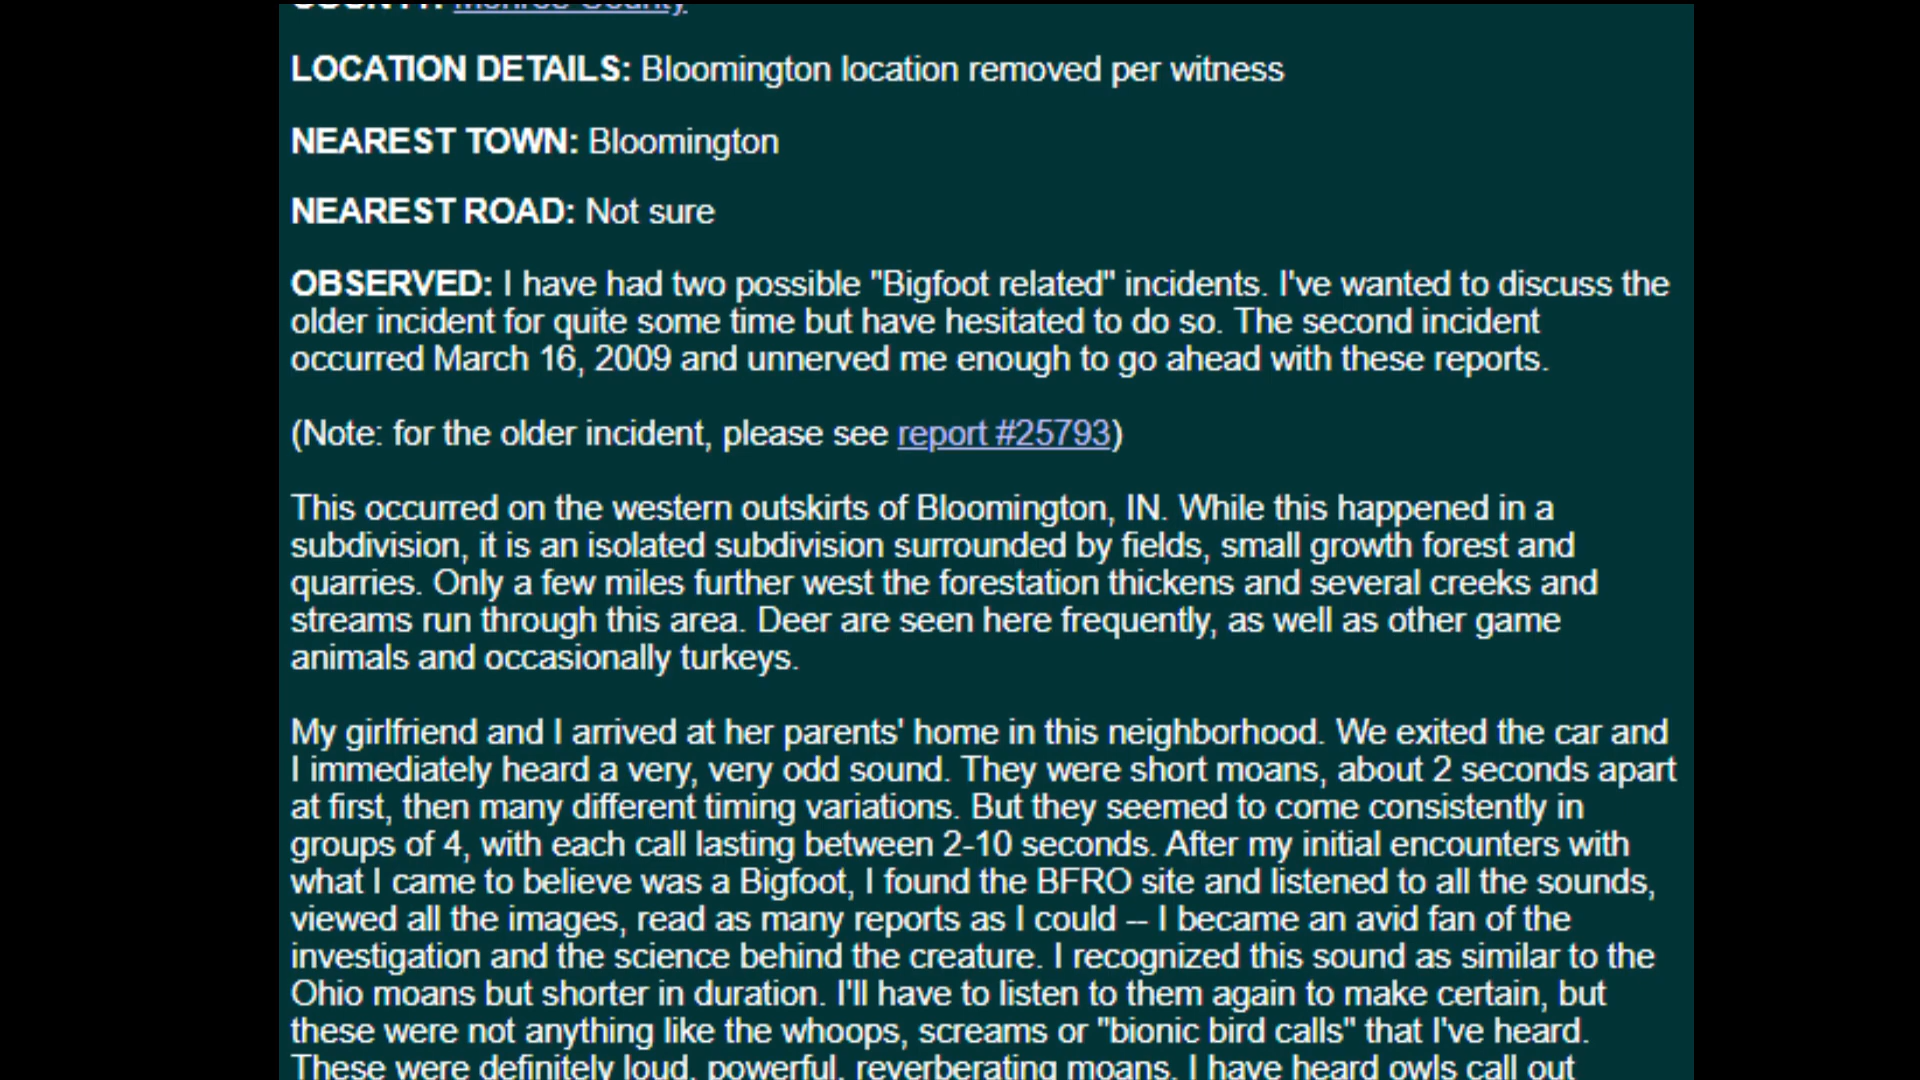 COUNTY: Monroe County
LOCATION DETAILS: Bloomington location removed per witness
NEAREST TOWN: Bloomington
NEAREST ROAD: Not sure
OBSERVED: I have had two possible "Bigfoot related" incidents. I've wanted to discuss the
older incident for quite some time but have hesitated to do so. The second incident
occurred March 16, 2009 and unnerved me enough to go ahead with these reports.
(Note: for the older incident, please see report #25793)
This occurred on the western outskirts of Bloomington, IN. While this happened in a
subdivision, it is an isolated subdivision surrounded by fields, small growth forest and
quarries. Only a few miles further west the forestation thickens and several creeks and
streams run through this area. Deer are seen here frequently, as well as other game
animals and occasionally turkeys.
My girlfriend and I arrived at her parents' home in this neighborhood. We exited the car and
I immediately heard a very, very odd sound. They were short moans, about 2 seconds apart
at first, then many different timing variations. But they seemed to come consistently in
groups of 4, with each call lasting between 2-10 seconds. After my initial encounters with
what I came to believe was a Bigfoot, I found the BFRO site and listened to all the sounds,
viewed all the images, read as many reports as I could -- I became an avid fan of the
investigation and the science behind the creature. I recognized this sound as similar to the
Ohio moans but shorter in duration. I'll have to listen to them again to make certain, but
these were not anything like the whoops, screams or "bionic bird calls" that I've heard.
These were definitely loud, powerful, reverberating moans. I have heard owls call out